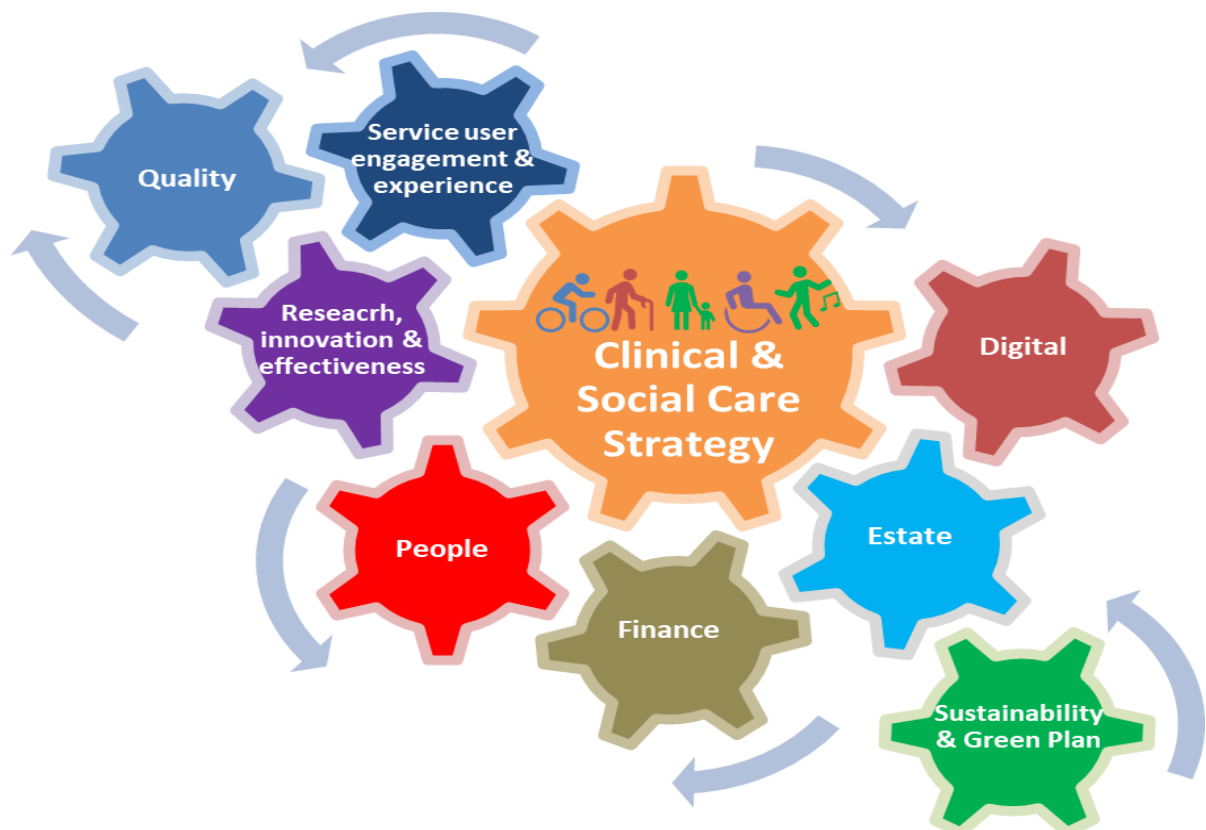 Quality
Service user
engagement &
experience
Reseacrh,
innovation &
effectiveness
Clinical &
Social Care
Strategy
Digital
People
Estate
Finance
Sustainability
& Green Plan